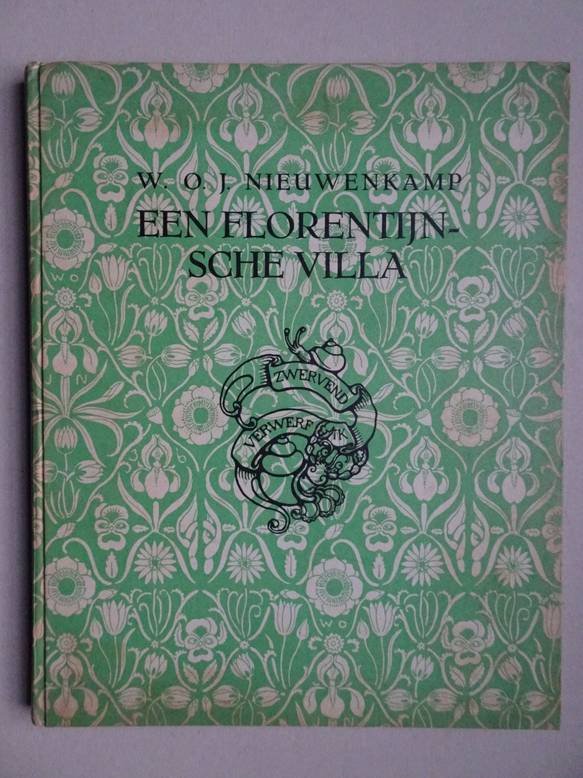 W. O. J. NIEUWENKAMP
EEN FLORENTIJN-
SCHE VILLA
ZWERVEND
VERWERF IK
W O
J N
W O
J N